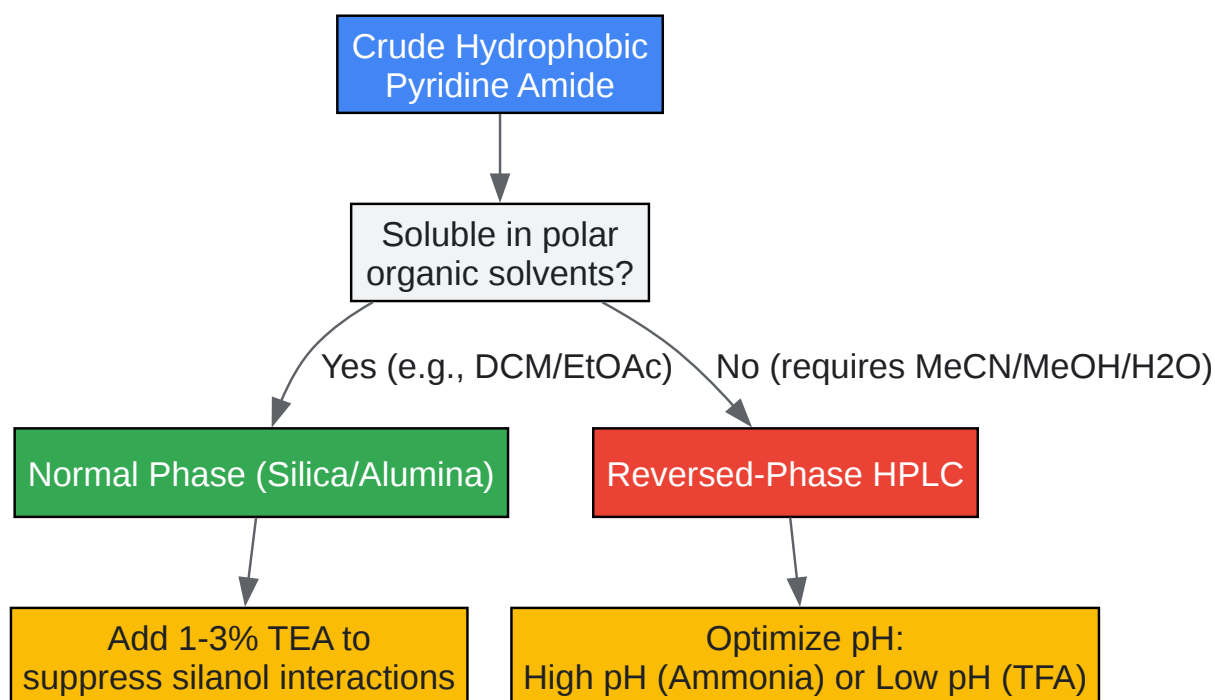 Crude Hydrophobic
Pyridine Amide
Soluble in polar
organic solvents?
Yes (e.g., DCM/EtOAc)
No (requires MeCN/MeOH/H2O)
Normal Phase (Silica/Alumina)
Reversed-Phase HPLC
Add 1-3% TEA to
suppress silanol interactions
Optimize pH:
High pH (Ammonia) or Low pH (TFA)